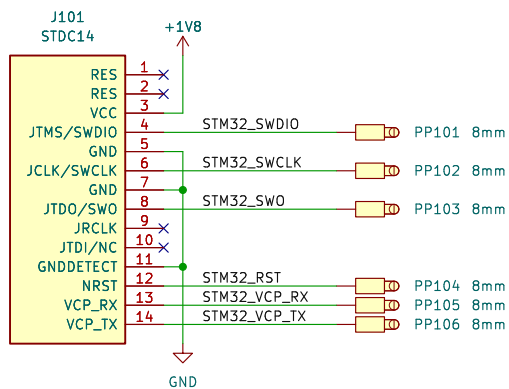 J101
STDC14
+1V8
RES 1
RES 2
VCC 3
JTMS/SWDIO 4 STM32_SWDIO PP101 8mm
GND 5
JCLK/SWCLK 6 STM32_SWCLK PP102 8mm
GND 7
JTDO/SWO 8 STM32_SWO PP103 8mm
JRCLK 9
JTDI/NC 10
GNDDETECT 11
NRST 12 STM32_RST PP104 8mm
VCP_RX 13 STM32_VCP_RX PP105 8mm
VCP_TX 14 STM32_VCP_TX PP106 8mm
GND